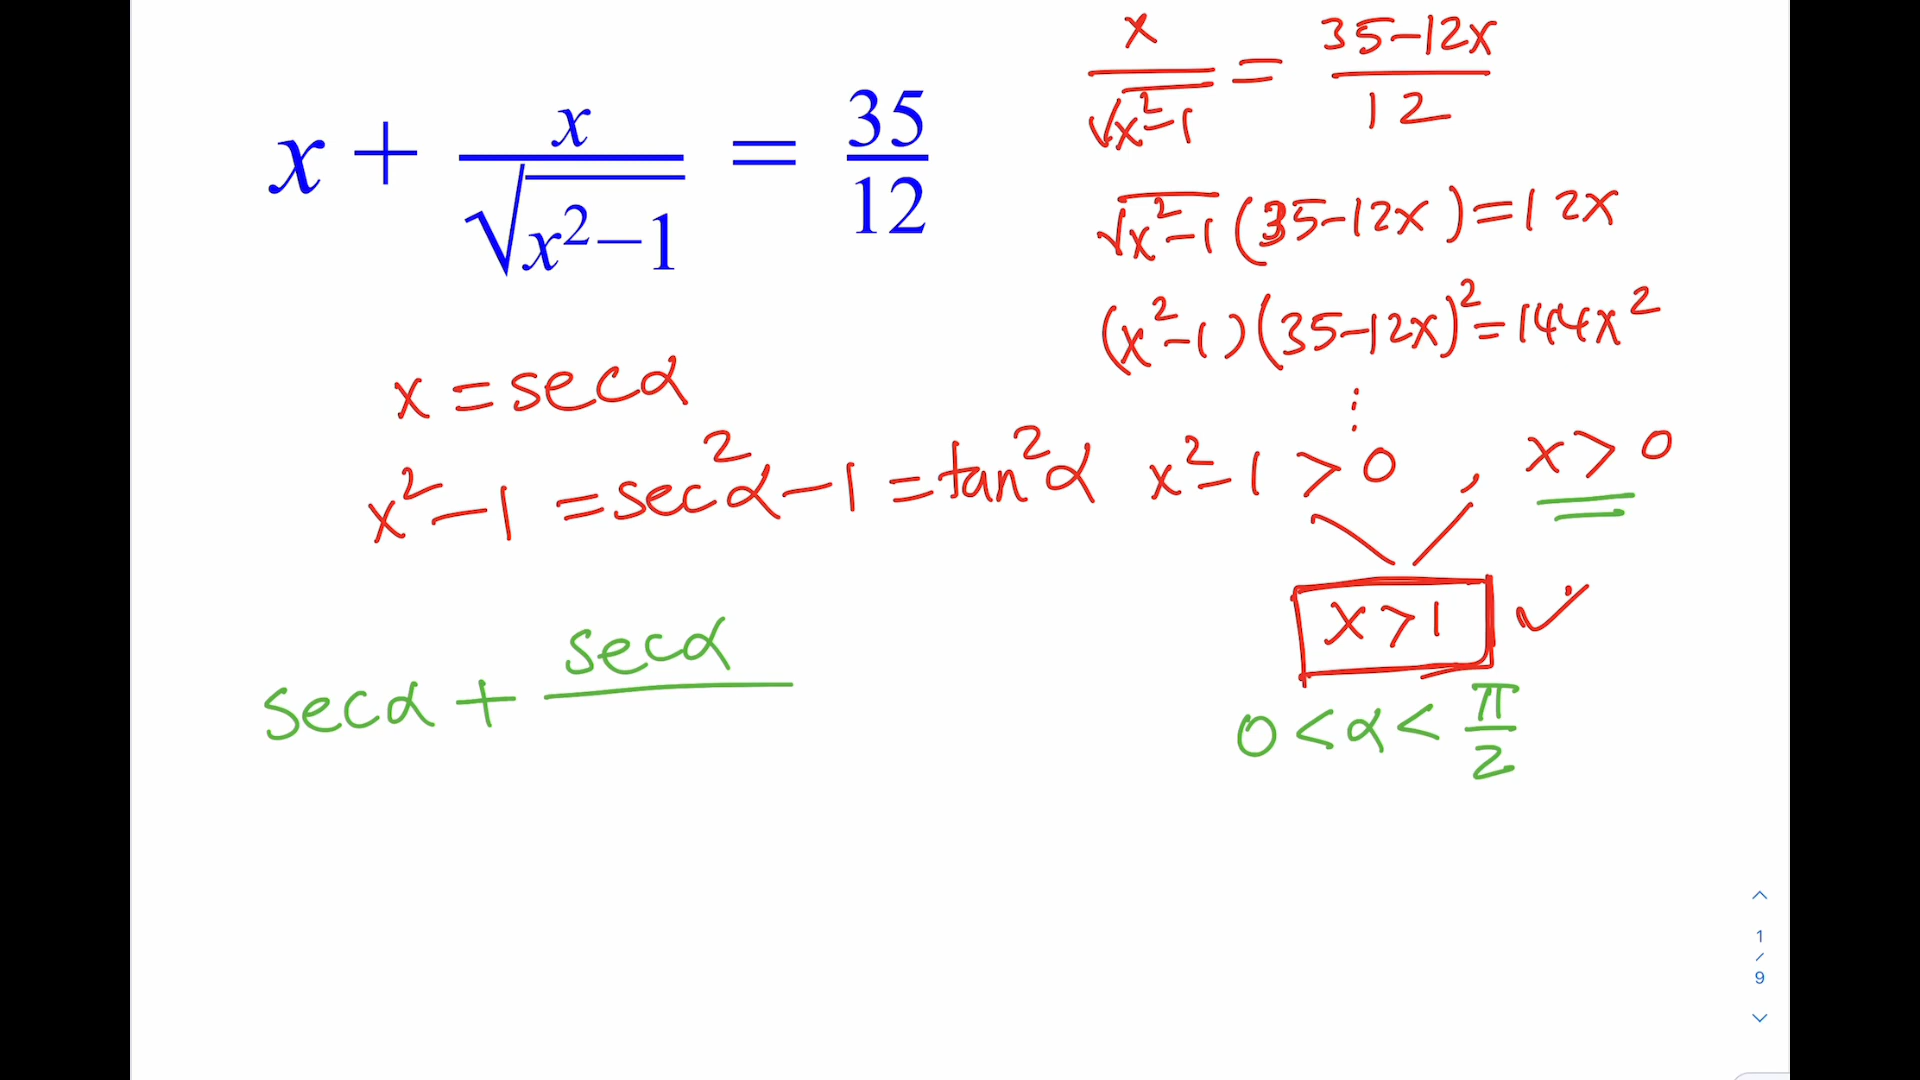 x + x/√(x²−1) = 35/12
x = secα
x²−1 = sec²α−1 = tan²α
secα + secα
x/√(x²−1) = (35−12x)/12
√(x²−1) (35−12x) = 12x
(x²−1)(35−12x)² = 144x²
⋮
x²−1 > 0 , x > 0
x > 1 ✓
0 < α < π/2
1
/
9